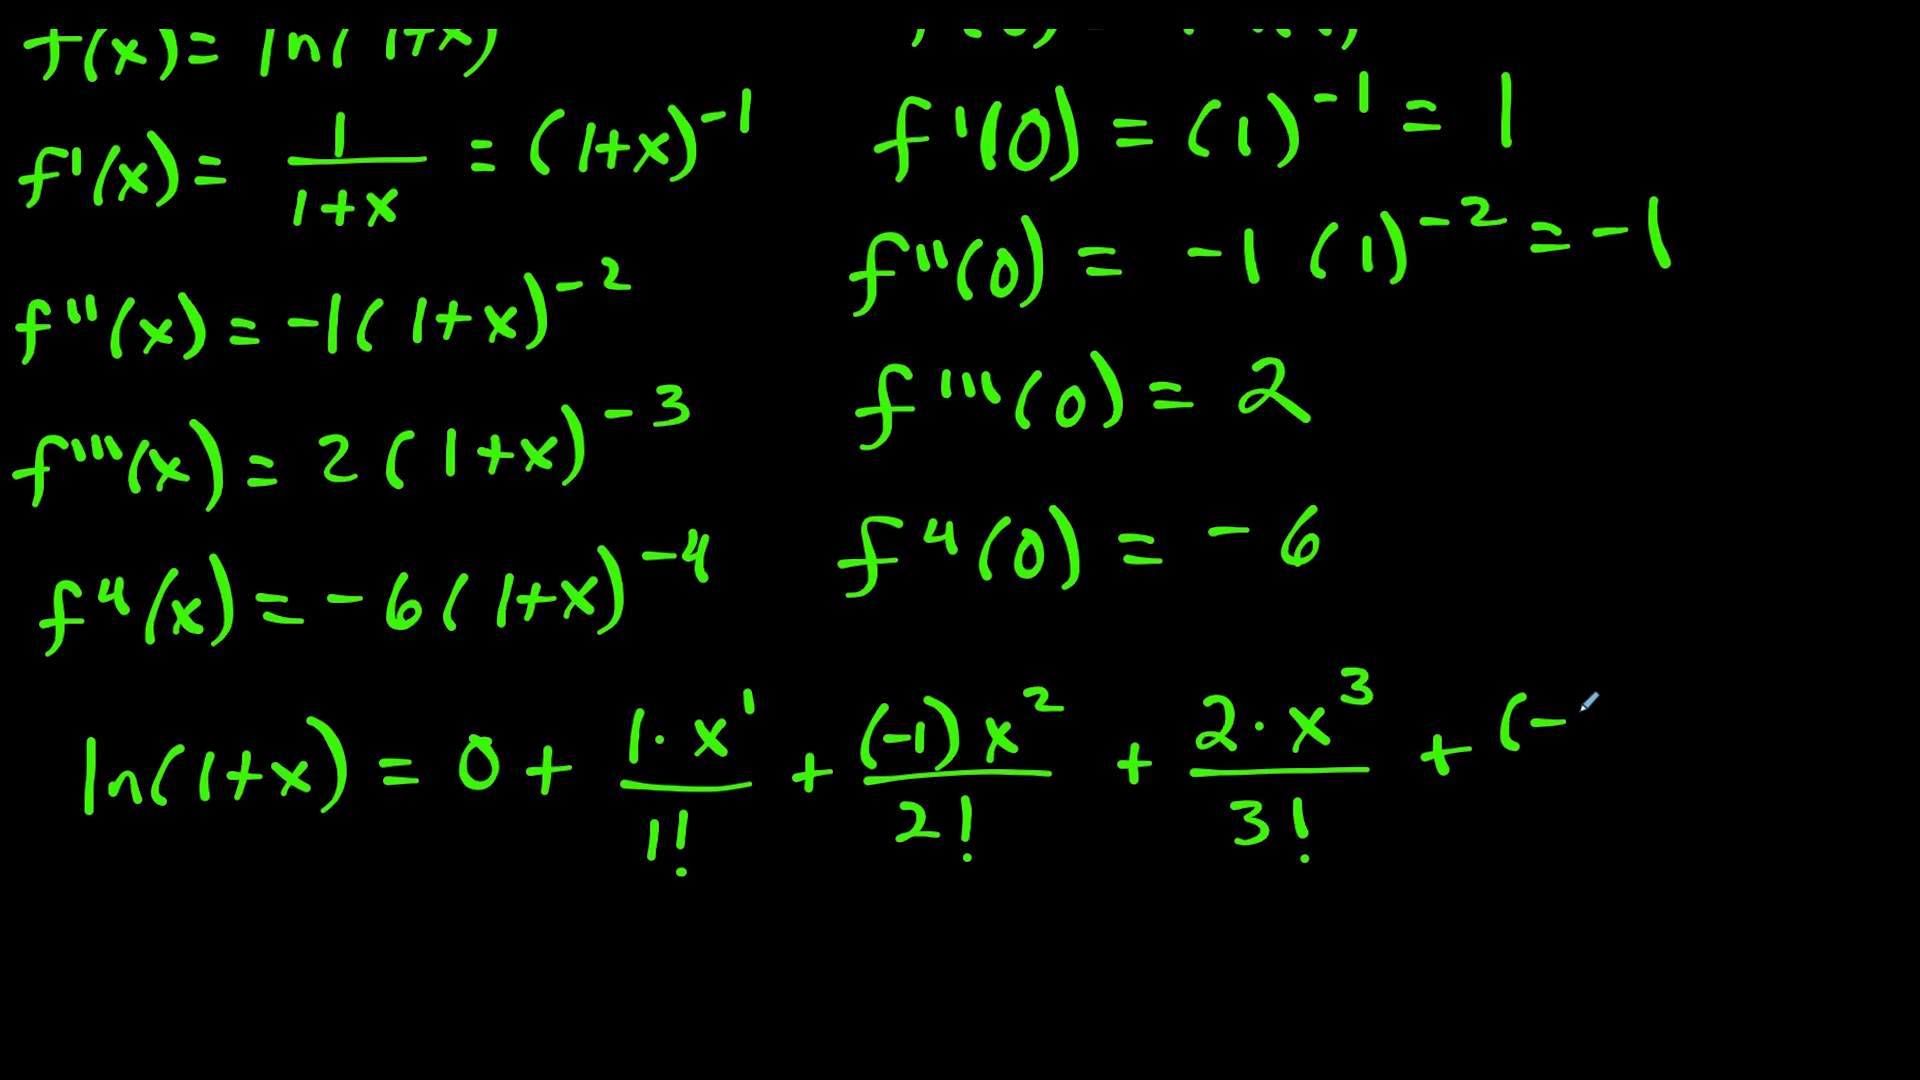 f(x) = ln(1+x)
f'(x) = 1/(1+x) = (1+x)^-1
f''(x) = -1(1+x)^-2
f'''(x) = 2(1+x)^-3
f^4(x) = -6(1+x)^-4
f'(0) = (1)^-1 = 1
f''(0) = -1 (1)^-2 = -1
f'''(0) = 2
f^4(0) = -6
ln(1+x) = 0 + 1·x^1/1! + (-1)x^2/2! + 2·x^3/3! + (-